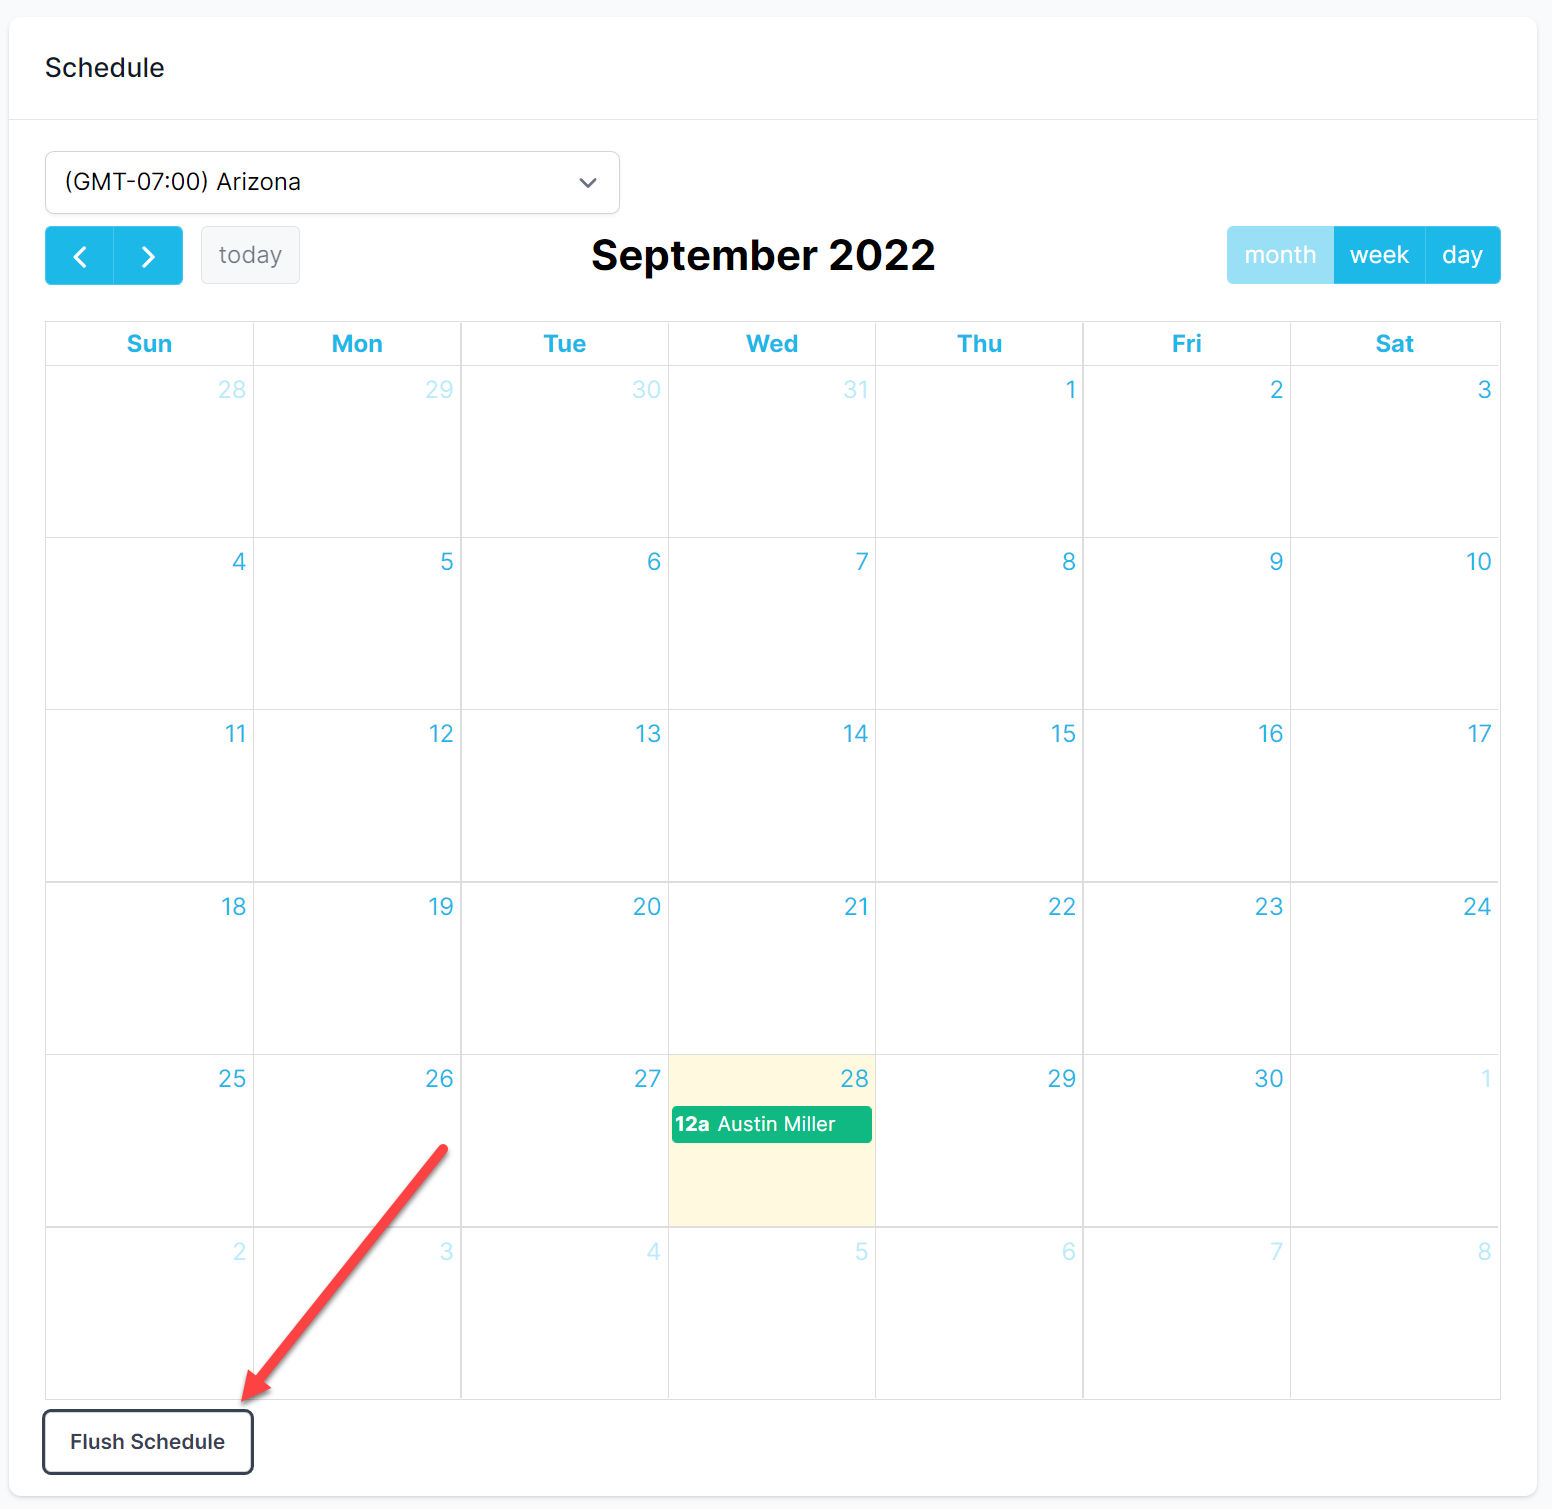 Schedule
(GMT-07:00) Arizona
today
September 2022
month week day
Sun Mon Tue Wed Thu Fri Sat
28 29 30 31 1 2 3
4 5 6 7 8 9 10
11 12 13 14 15 16 17
18 19 20 21 22 23 24
25 26 27 28 29 30 1
12a Austin Miller
2 3 4 5 6 7 8
Flush Schedule